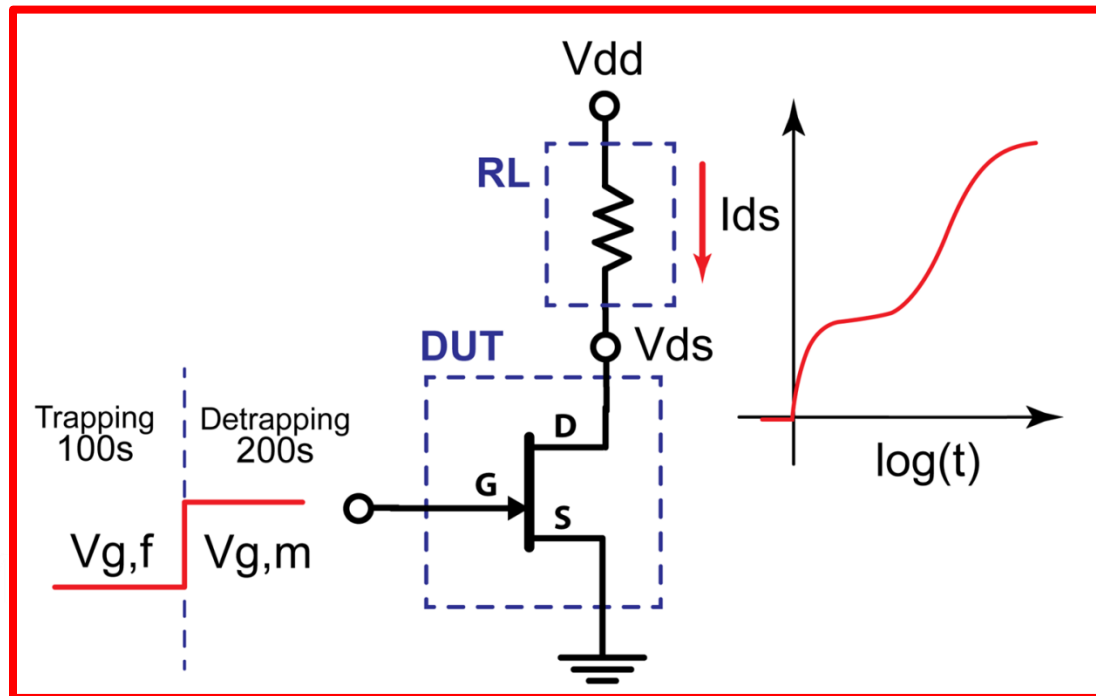 Vdd
RL
Ids
DUT
Vds
Trapping
100s
Detrapping
200s
D
G
S
Vg,f
Vg,m
log(t)